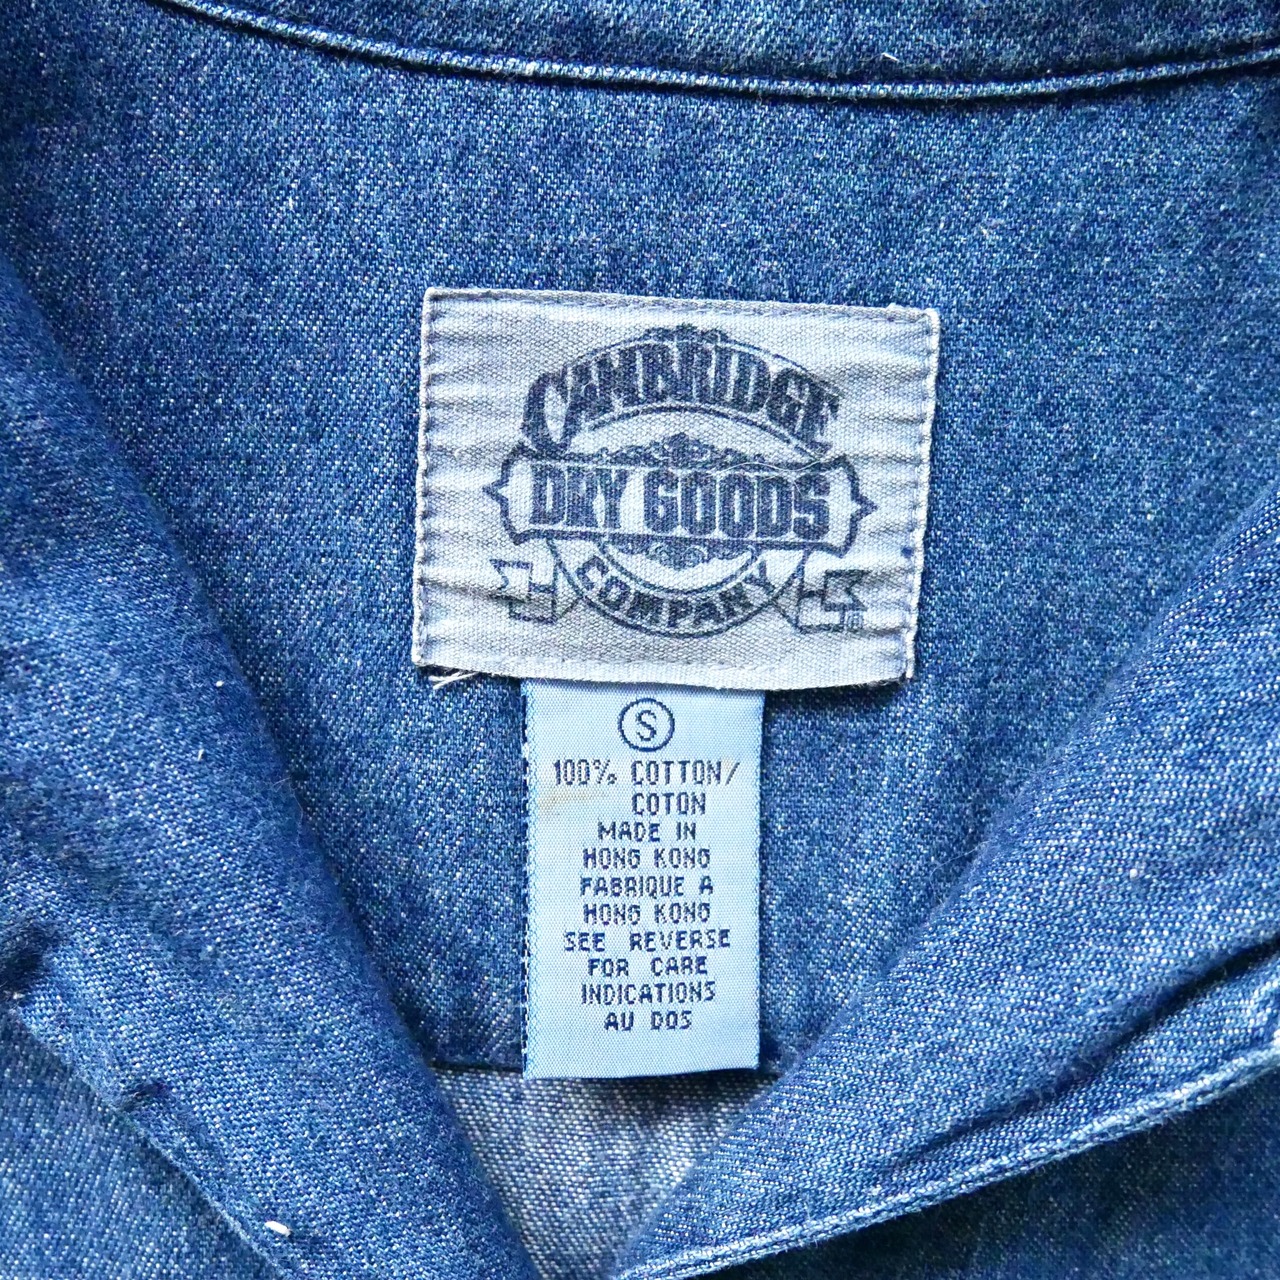 CAMBRIDGE
DRY GOODS
COMPANY
®
S
100% COTTON/
COTON
MADE IN
HONG KONG
FABRIQUE A
HONG KONG
SEE REVERSE
FOR CARE
INDICATIONS
AU DOS